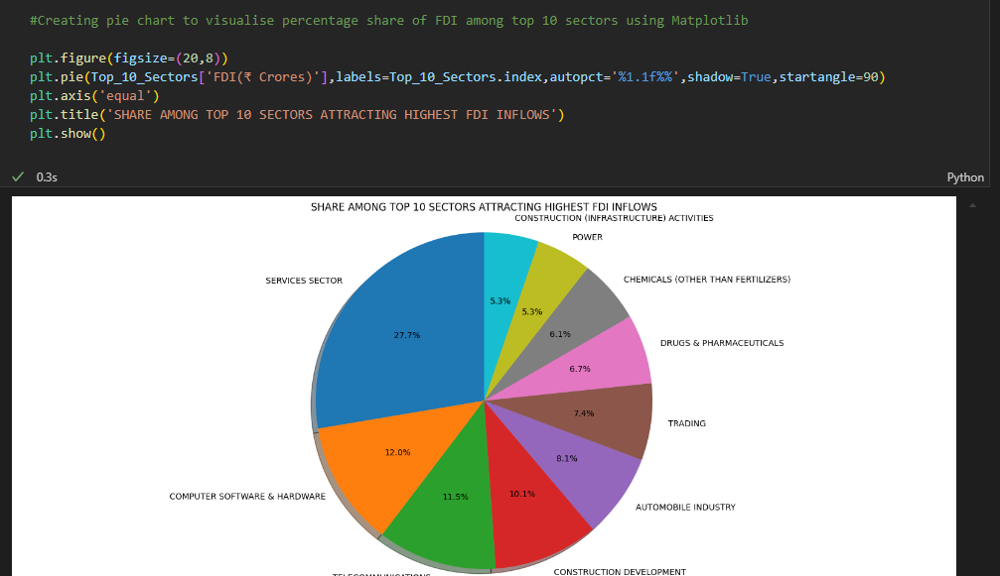 #Creating pie chart to visualise percentage share of FDI among top 10 sectors using Matplotlib
plt.figure(figsize=(20,8))
plt.pie(Top_10_Sectors['FDI(₹ Crores)'],labels=Top_10_Sectors.index,autopct='%1.1f%%',shadow=True,startangle=90)
plt.axis('equal')
plt.title('SHARE AMONG TOP 10 SECTORS ATTRACTING HIGHEST FDI INFLOWS')
plt.show()
0.3s
Python
SHARE AMONG TOP 10 SECTORS ATTRACTING HIGHEST FDI INFLOWS
CONSTRUCTION (INFRASTRUCTURE) ACTIVITIES
POWER
CHEMICALS (OTHER THAN FERTILIZERS)
SERVICES SECTOR
5.3%
5.3%
27.7%
6.1%
DRUGS & PHARMACEUTICALS
6.7%
7.4%
TRADING
12.0%
8.1%
COMPUTER SOFTWARE & HARDWARE
11.5%
10.1%
AUTOMOBILE INDUSTRY
TELECOMMUNICATIONS
CONSTRUCTION DEVELOPMENT